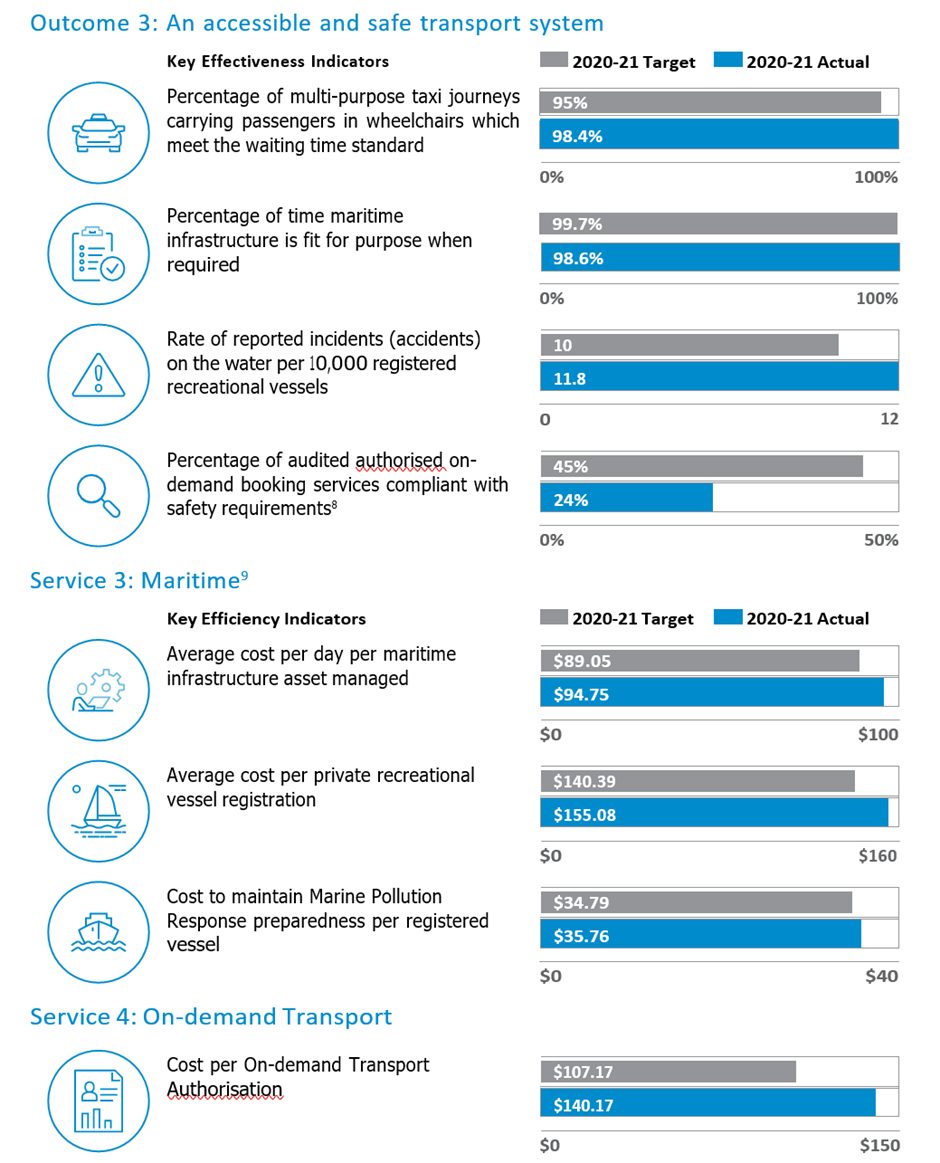 Outcome 3: An accessible and safe transport system
Key Effectiveness Indicators
2020-21 Target
2020-21 Actual
Percentage of multi-purpose taxi journeys
carrying passengers in wheelchairs which
meet the waiting time standard
95%
98.4%
0%
100%
Percentage of time maritime
infrastructure is fit for purpose when
required
99.7%
98.6%
0%
100%
Rate of reported incidents (accidents)
on the water per 10,000 registered
recreational vessels
10
11.8
0
12
Percentage of audited authorised on-
demand booking services compliant with
safety requirements⁸
45%
24%
0%
50%
Service 3: Maritime⁹
Key Efficiency Indicators
2020-21 Target
2020-21 Actual
Average cost per day per maritime
infrastructure asset managed
$89.05
$94.75
$0
$100
Average cost per private recreational
vessel registration
$140.39
$155.08
$0
$160
Cost to maintain Marine Pollution
Response preparedness per registered
vessel
$34.79
$35.76
$0
$40
Service 4: On-demand Transport
Cost per On-demand Transport
Authorisation
$107.17
$140.17
$0
$150